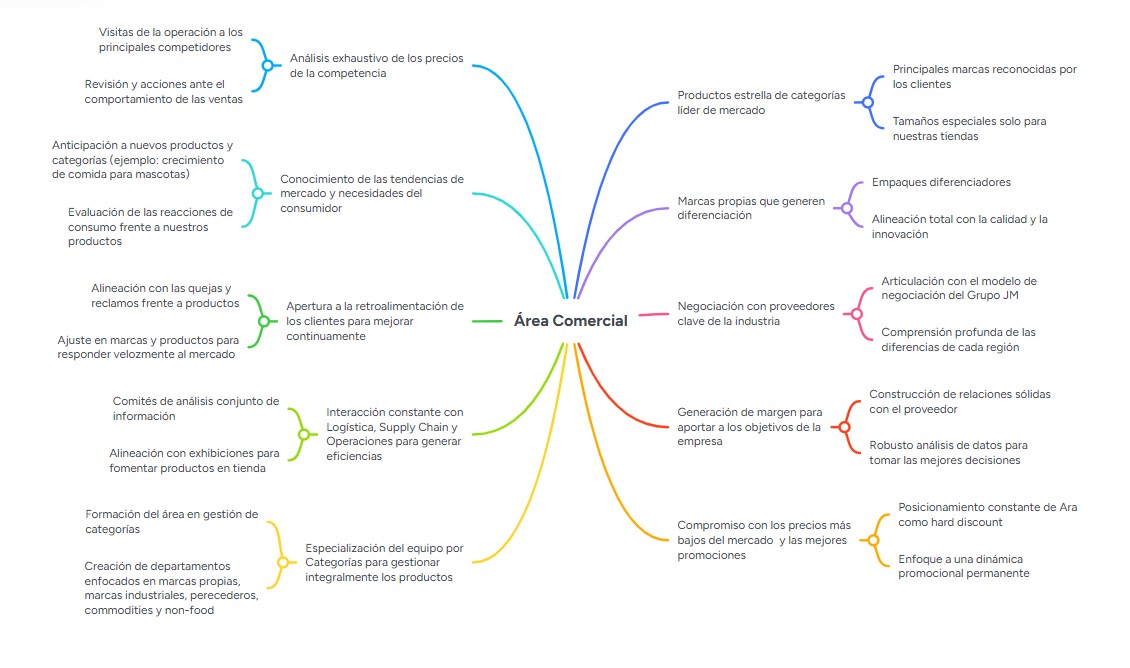 Área Comercial
Análisis exhaustivo de los precios
de la competencia
Visitas de la operación a los
principales competidores
Revisión y acciones ante el
comportamiento de las ventas
Conocimiento de las tendencias de
mercado y necesidades del
consumidor
Anticipación a nuevos productos y
categorías (ejemplo: crecimiento
de comida para mascotas)
Evaluación de las reacciones de
consumo frente a nuestros
productos
Apertura a la retroalimentación de
los clientes para mejorar
continuamente
Alineación con las quejas y
reclamos frente a productos
Ajuste en marcas y productos para
responder velozmente al mercado
Interacción constante con
Logística, Supply Chain y
Operaciones para generar
eficiencias
Comités de análisis conjunto de
información
Alineación con exhibiciones para
fomentar productos en tienda
Especialización del equipo por
Categorías para gestionar
integralmente los productos
Formación del área en gestión de
categorías
Creación de departamentos
enfocados en marcas propias,
marcas industriales, perecederos,
commodities y non-food
Productos estrella de categorías
líder de mercado
Principales marcas reconocidas por
los clientes
Tamaños especiales solo para
nuestras tiendas
Marcas propias que generen
diferenciación
Empaques diferenciadores
Alineación total con la calidad y la
innovación
Negociación con proveedores
clave de la industria
Articulación con el modelo de
negociación del Grupo JM
Comprensión profunda de las
diferencias de cada región
Generación de margen para
aportar a los objetivos de la
empresa
Construcción de relaciones sólidas
con el proveedor
Robusto análisis de datos para
tomar las mejores decisiones
Compromiso con los precios más
bajos del mercado y las mejores
promociones
Posicionamiento constante de Ara
como hard discount
Enfoque a una dinámica
promocional permanente